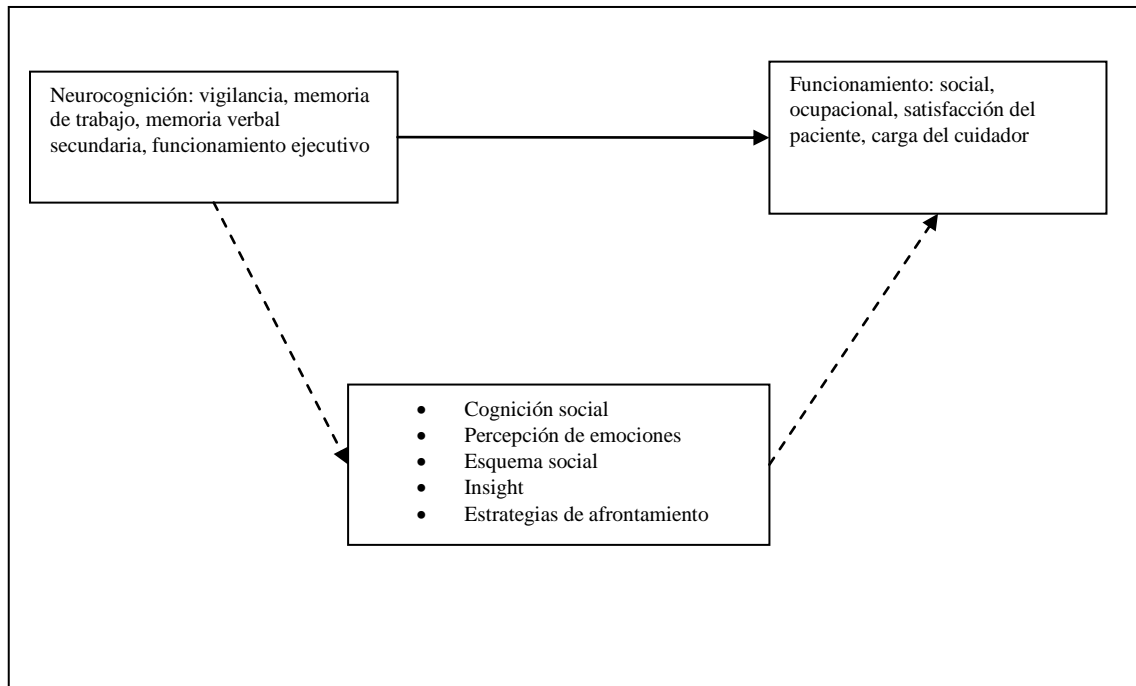 Neurocognición: vigilancia, memoria
de trabajo, memoria verbal
secundaria, funcionamiento ejecutivo
Funcionamiento: social,
ocupacional, satisfacción del
paciente, carga del cuidador
• Cognición social
• Percepción de emociones
• Esquema social
• Insight
• Estrategias de afrontamiento